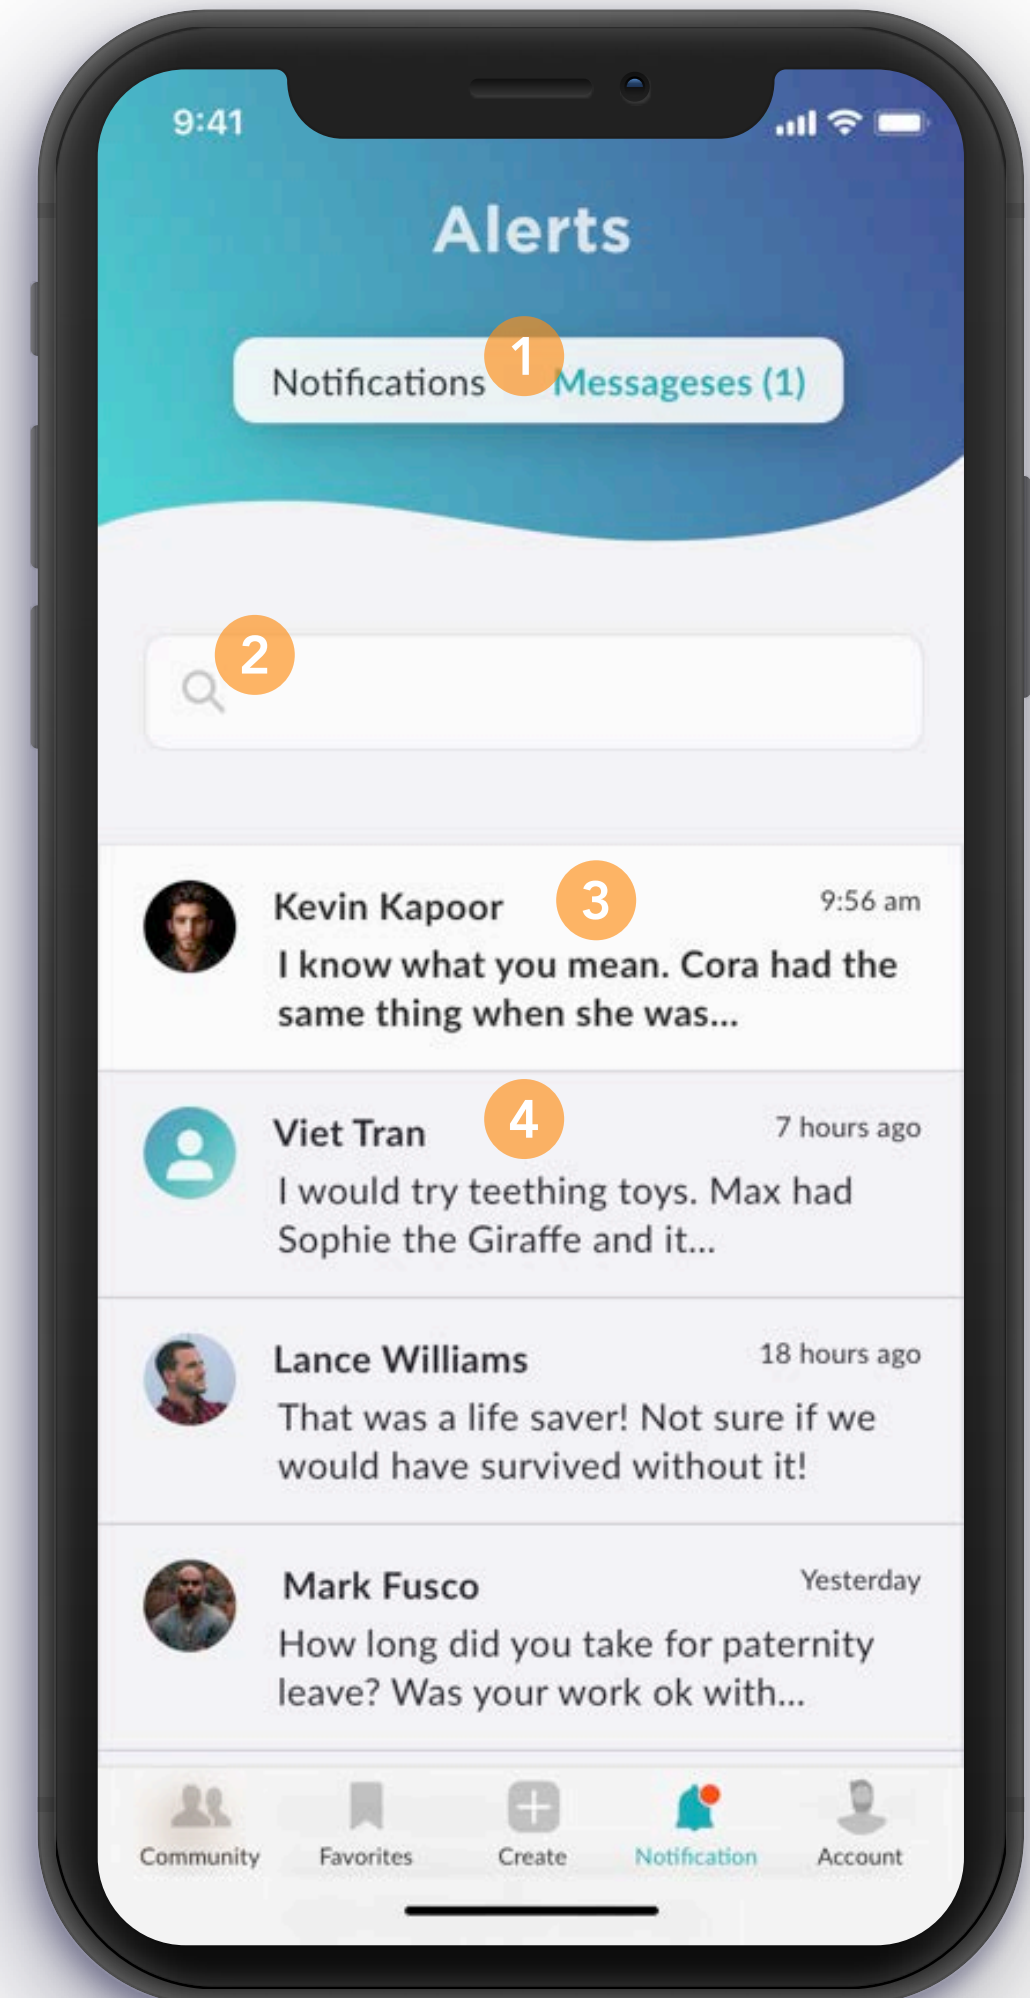 9:41
Alerts
1
Notifications Messageses (1)
2
Kevin Kapoor 3 9:56 am
I know what you mean. Cora had the
same thing when she was...
4
Viet Tran 7 hours ago
I would try teething toys. Max had
Sophie the Giraffe and it...
Lance Williams 18 hours ago
That was a life saver! Not sure if we
would have survived without it!
Mark Fusco Yesterday
How long did you take for paternity
leave? Was your work ok with...
Community Favorites Create Notification Account